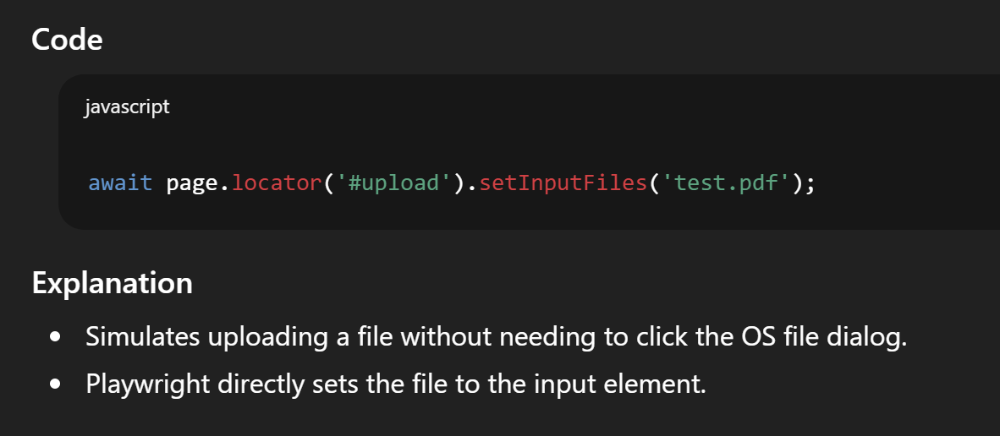 Code
javascript
await page.locator('#upload').setInputFiles('test.pdf');
Explanation
• Simulates uploading a file without needing to click the OS file dialog.
• Playwright directly sets the file to the input element.